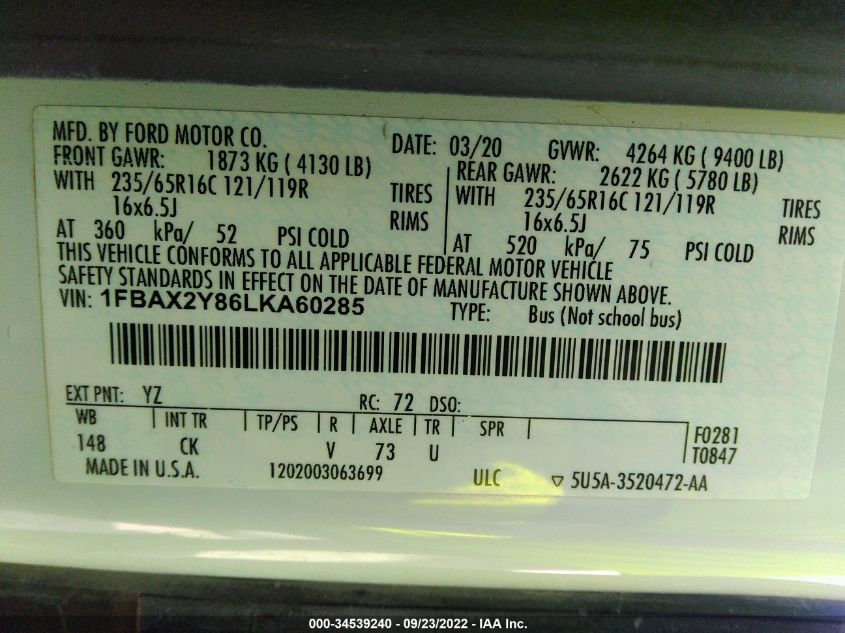 MFD. BY FORD MOTOR CO.
DATE: 03/20 GVWR: 4264 KG ( 9400 LB)
FRONT GAWR: 1873 KG ( 4130 LB)
WITH 235/65R16C 121/119R TIRES
16x6.5J RIMS
AT 360 kPa/ 52 PSI COLD
REAR GAWR: 2622 KG ( 5780 LB)
WITH 235/65R16C 121/119R TIRES
16x6.5J RIMS
AT 520 kPa/ 75 PSI COLD
THIS VEHICLE CONFORMS TO ALL APPLICABLE FEDERAL MOTOR VEHICLE
SAFETY STANDARDS IN EFFECT ON THE DATE OF MANUFACTURE SHOWN ABOVE.
VIN: 1FBAX2Y86LKA60285 TYPE: Bus (Not school bus)
EXT PNT: YZ RC: 72 DSO:
WB INT TR TP/PS R AXLE TR SPR
148 CK V 73 U
F0281
T0847
MADE IN U.S.A. 1202003063699 ULC ▽ 5U5A-3520472-AA
000-34539240 - 09/23/2022 - IAA Inc.